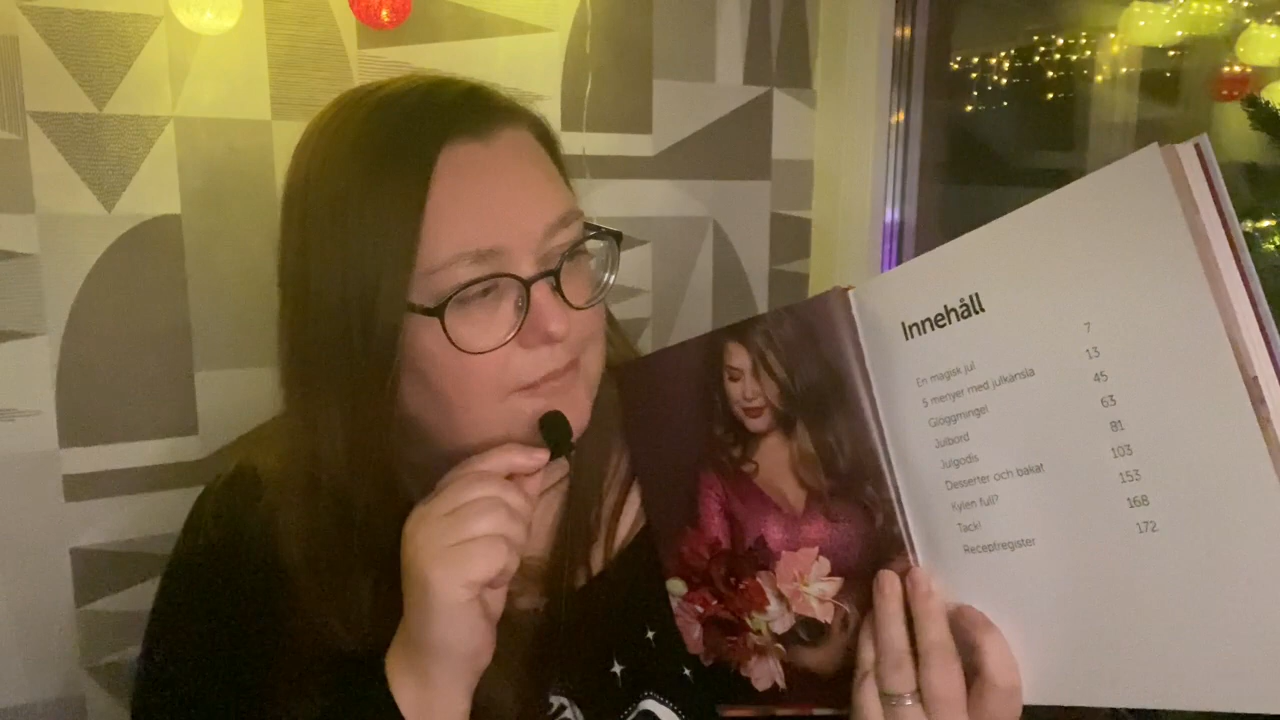 Innehåll
En magisk jul 7
5 menyer med julkänsla 13
Glöggmingel 45
Julbord 63
Julgodis 81
Desserter och bakat 103
Kylen full? 153
Tack! 168
Receptregister 172